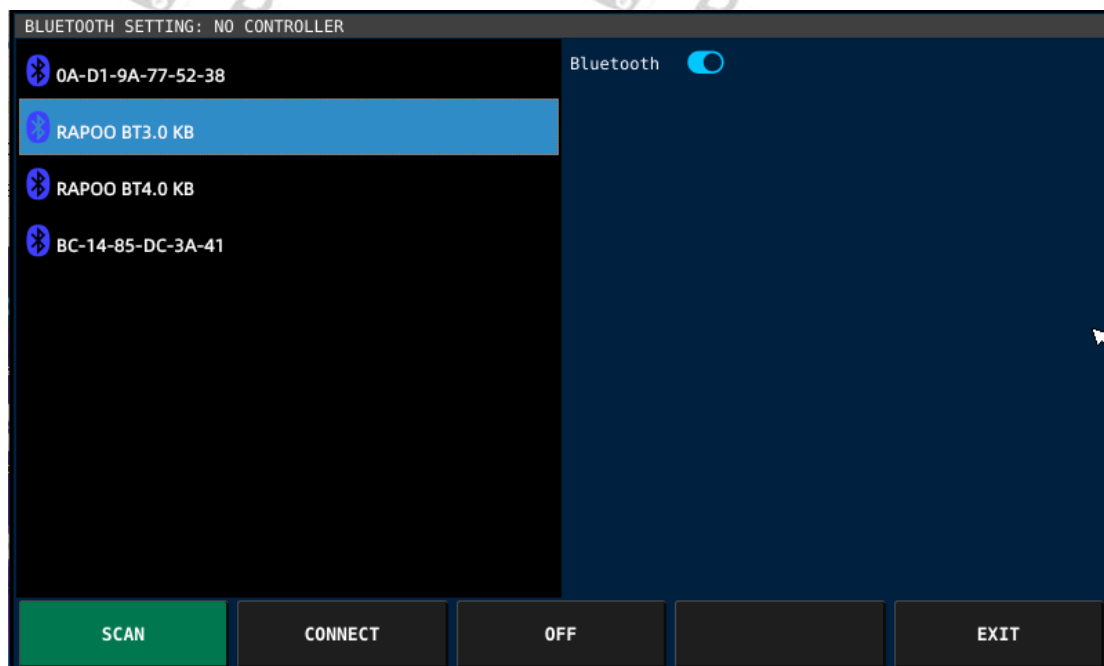 BLUETOOTH SETTING: NO CONTROLLER
0A-D1-9A-77-52-38
Bluetooth
RAPOO BT3.0 KB
RAPOO BT4.0 KB
BC-14-85-DC-3A-41
SCAN CONNECT OFF EXIT